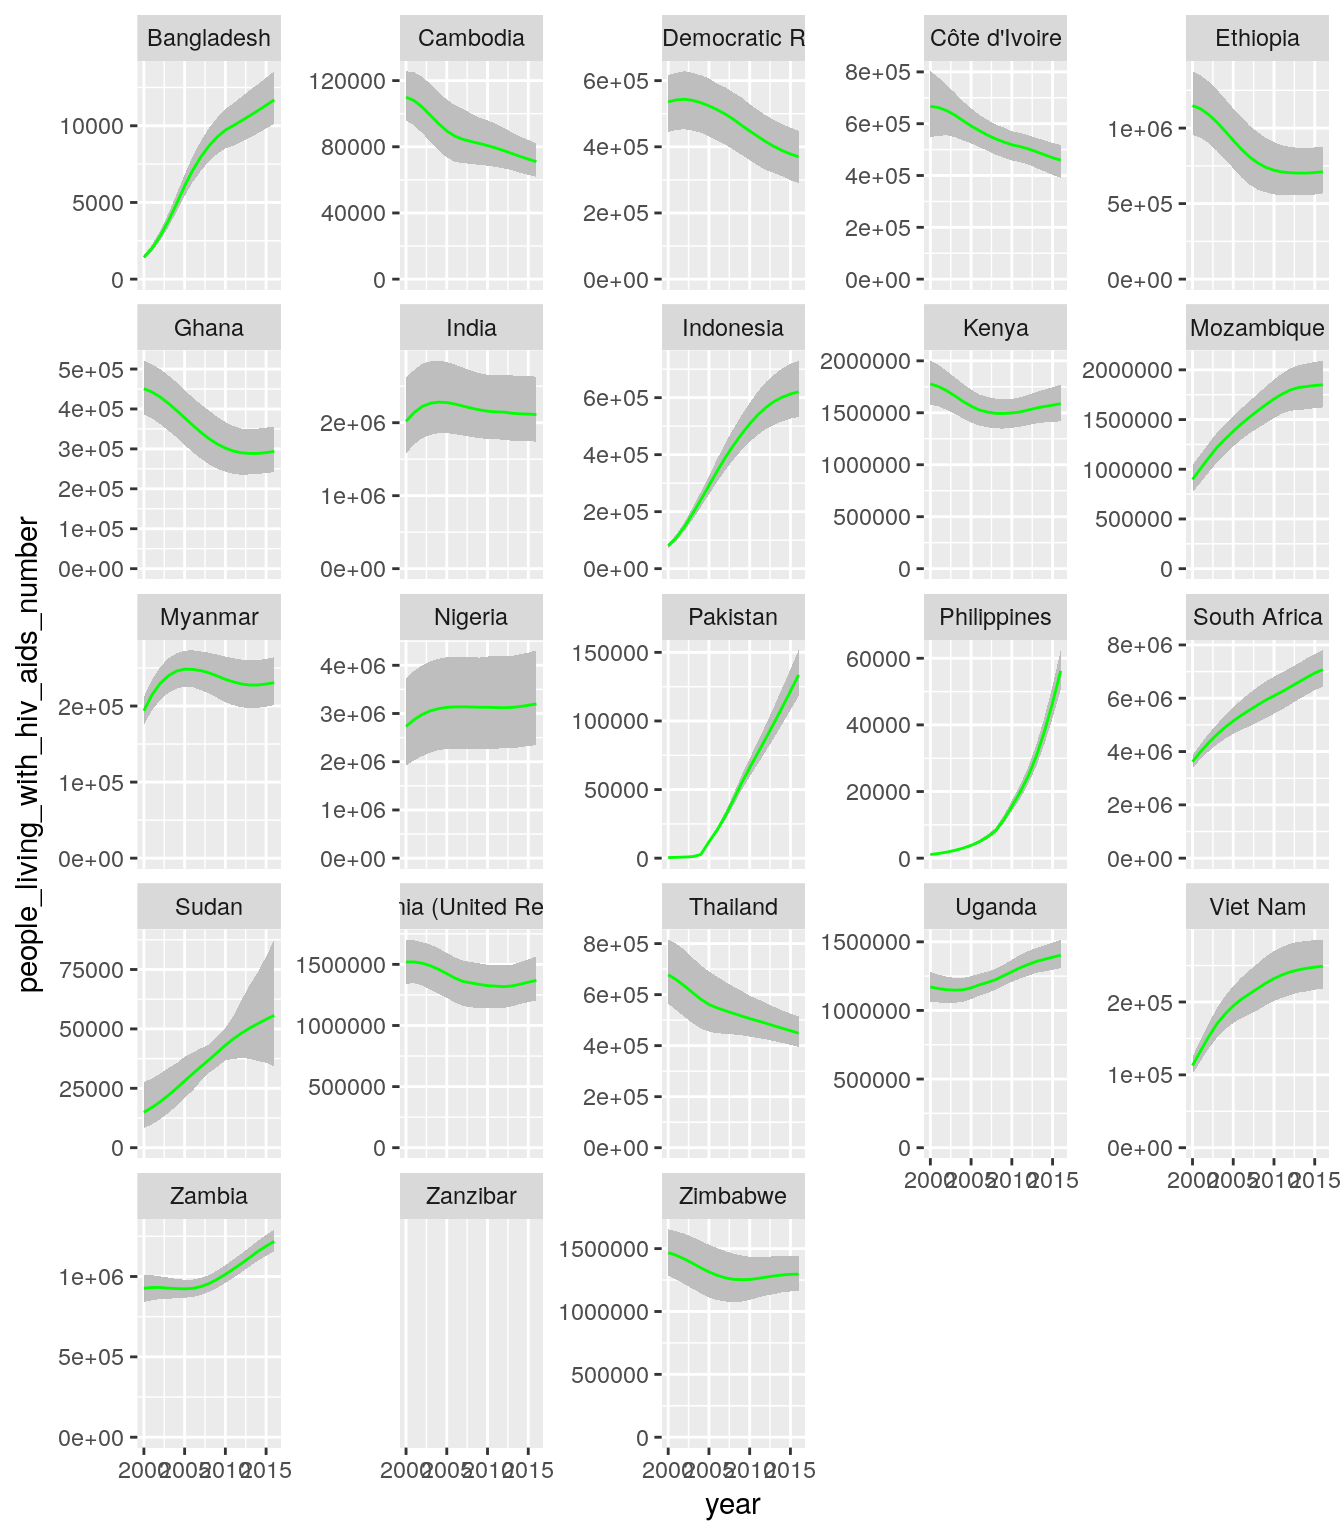 Bangladesh
Cambodia
Democratic R
Côte d'Ivoire
Ethiopia
10000
5000
0
120000
80000
40000
0
6e+05
4e+05
2e+05
0e+00
8e+05
6e+05
4e+05
2e+05
0e+00
1e+06
5e+05
0e+00
Ghana
India
Indonesia
Kenya
Mozambique
5e+05
4e+05
3e+05
2e+05
1e+05
0e+00
2e+06
1e+06
0e+00
6e+05
4e+05
2e+05
0e+00
2000000
1500000
1000000
500000
0
2000000
1500000
1000000
500000
0
people_living_with_hiv_aids_number
Myanmar
Nigeria
Pakistan
Philippines
South Africa
2e+05
1e+05
0e+00
4e+06
3e+06
2e+06
1e+06
0e+00
150000
100000
50000
0
60000
40000
20000
0
8e+06
6e+06
4e+06
2e+06
0e+00
Sudan
nia (United Re
Thailand
Uganda
Viet Nam
75000
50000
25000
0
1500000
1000000
500000
0
8e+05
6e+05
4e+05
2e+05
0e+00
1500000
1000000
500000
0
2e+05
1e+05
0e+00
2000 2005 2010 2015
2000 2005 2010 2015
Zambia
Zanzibar
Zimbabwe
1e+06
5e+05
0e+00
1500000
1000000
500000
0
2000 2005 2010 2015
2000 2005 2010 2015
2000 2005 2010 2015
year